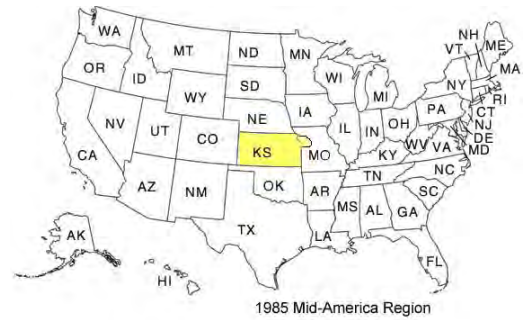 WA
MT
ND
MN
NH
VT
ME
OR
ID
SD
WI
MI
NY
MA
WY
RI
CT
NJ
DE
MD
NE
IA
PA
NV
UT
CO
IL
IN
OH
WV
VA
CA
KS
MO
KY
NC
TN
AZ
NM
OK
AR
SC
MS
AL
GA
TX
LA
AK
HI
FL
1985 Mid-America Region